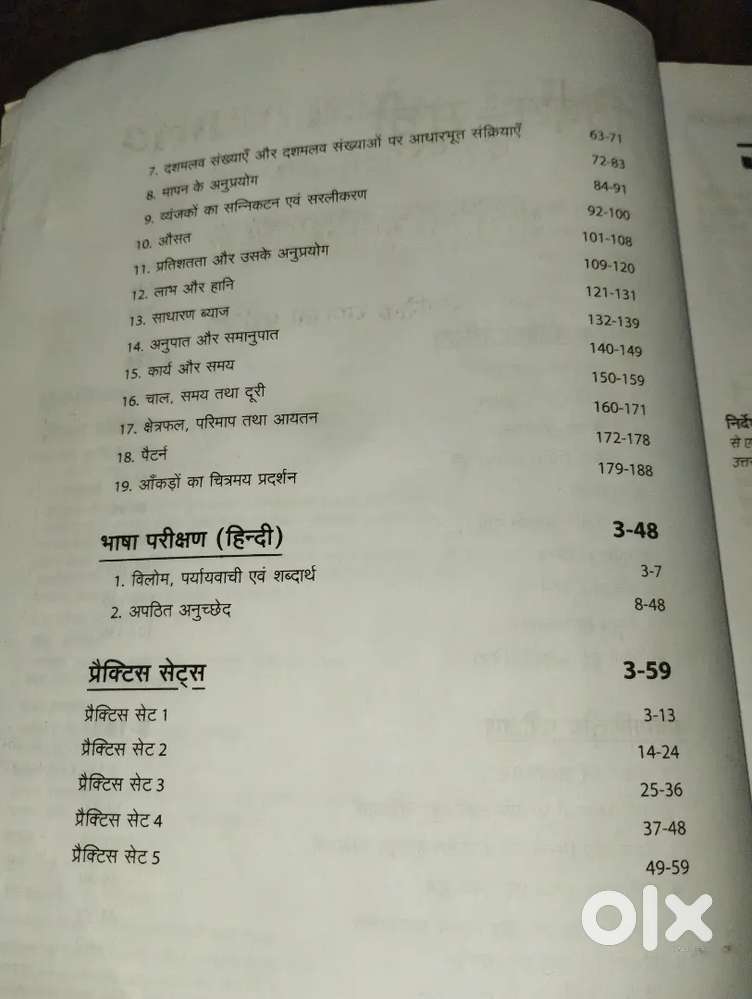 7. दशमलव संख्याएँ और दशमलव संख्याओं पर आधारभूत संक्रियाएँ 63-71
8. मापन के अनुप्रयोग 72-83
9. व्यंजकों का सन्निकटन एवं सरलीकरण 84-91
10. औसत 92-100
11. प्रतिशतता और उसके अनुप्रयोग 101-108
12. लाभ और हानि 109-120
13. साधारण ब्याज 121-131
14. अनुपात और समानुपात 132-139
15. कार्य और समय 140-149
16. चाल, समय तथा दूरी 150-159
17. क्षेत्रफल, परिमाप तथा आयतन 160-171
18. पैटर्न 172-178
19. आँकड़ों का चित्रमय प्रदर्शन 179-188
भाषा परीक्षण (हिन्दी) 3-48
1. विलोम, पर्यायवाची एवं शब्दार्थ 3-7
2. अपठित अनुच्छेद 8-48
प्रैक्टिस सेट्स 3-59
प्रैक्टिस सेट 1 3-13
प्रैक्टिस सेट 2 14-24
प्रैक्टिस सेट 3 25-36
प्रैक्टिस सेट 4 37-48
प्रैक्टिस सेट 5 49-59
olx